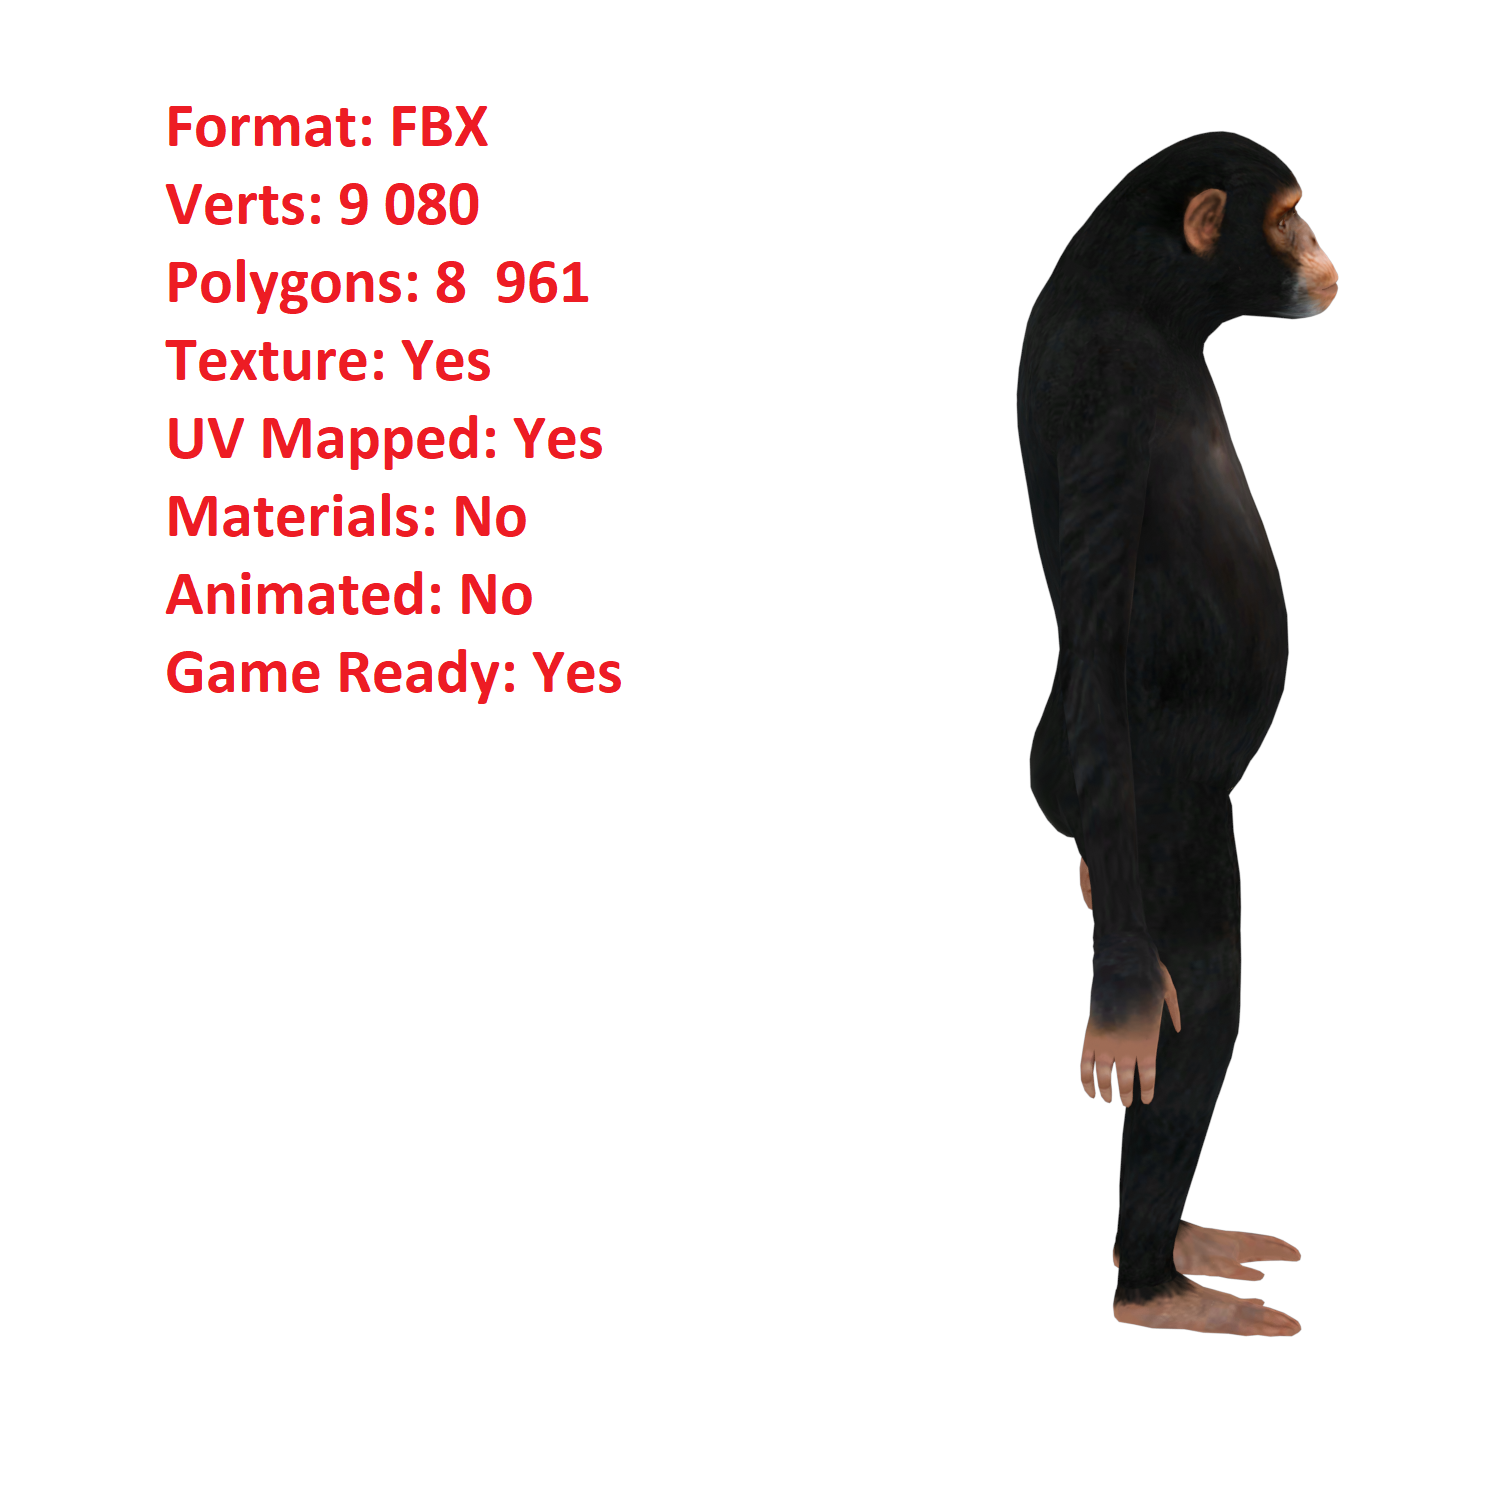 Format: FBX
Verts: 9 080
Polygons: 8  961
Texture: Yes
UV Mapped: Yes
Materials: No
Animated: No
Game Ready: Yes